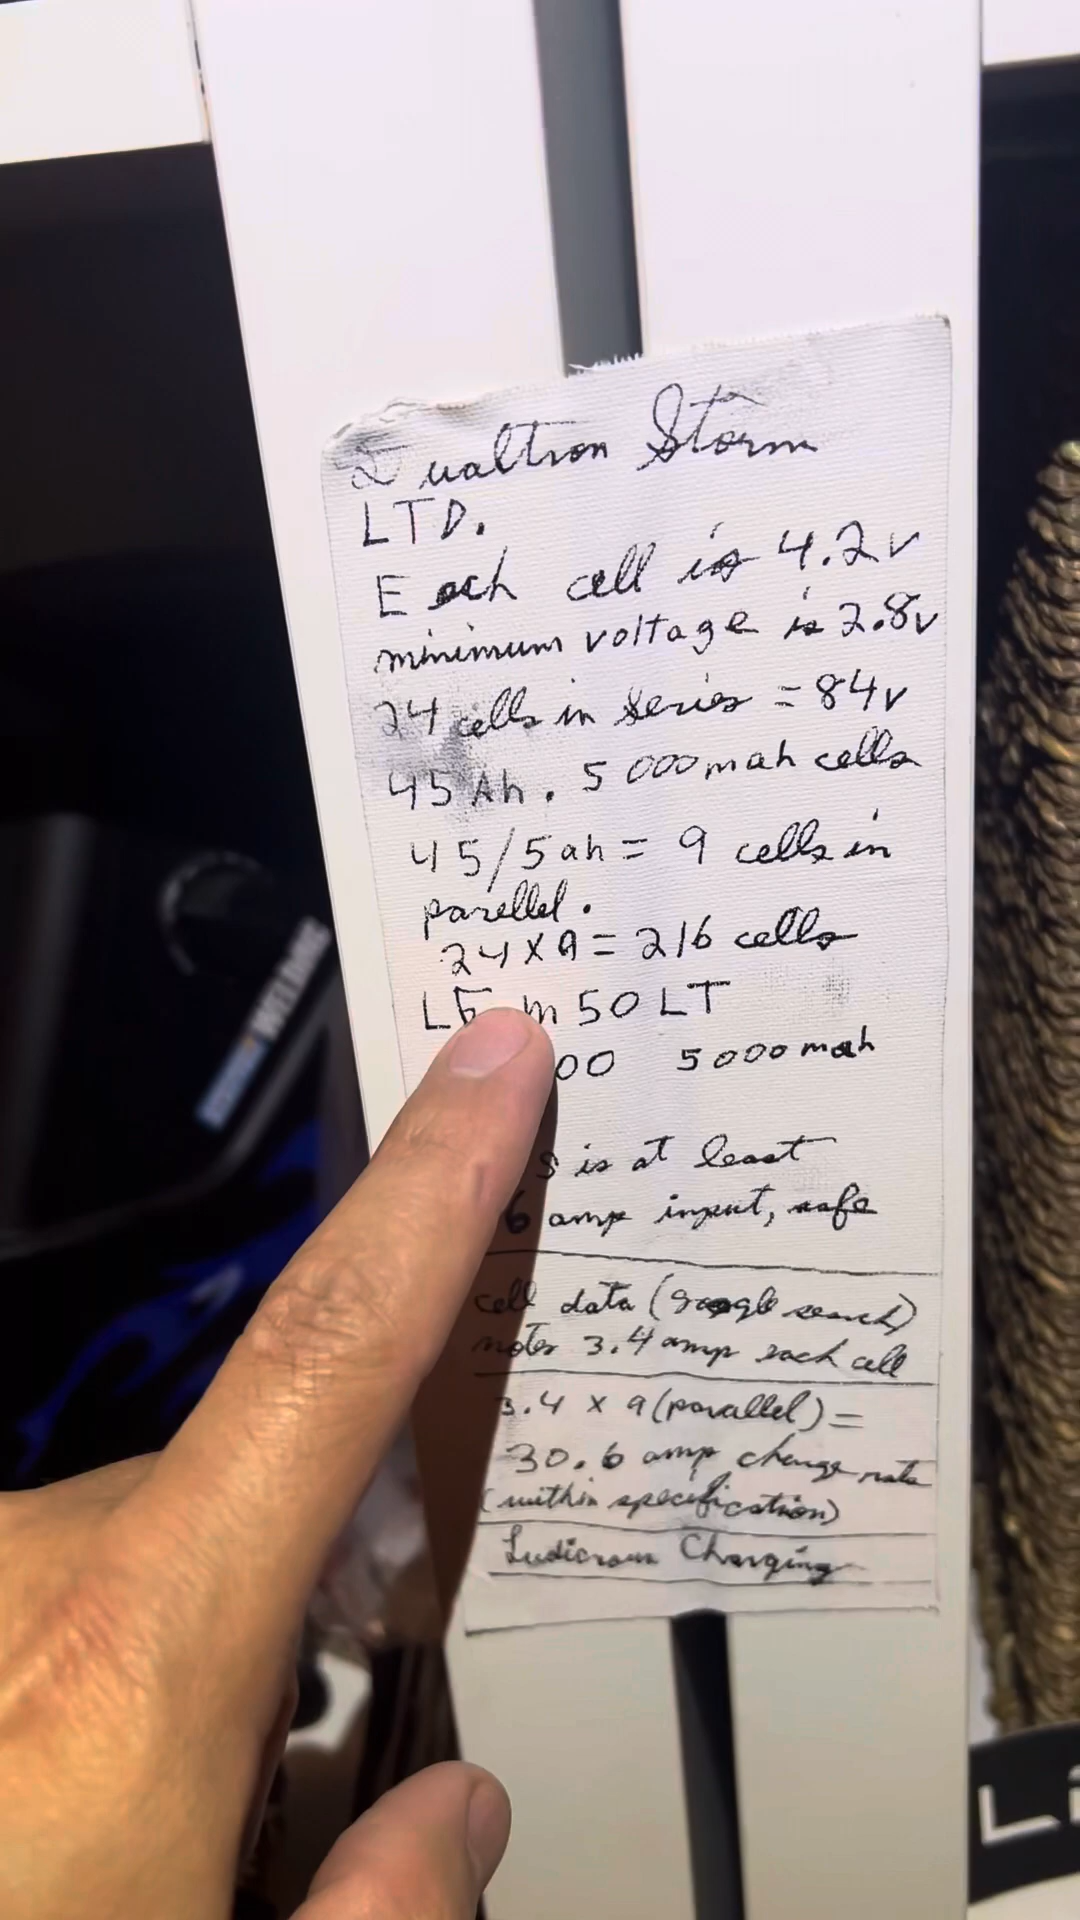 Dualtron Storm
LTD.
Each cell is 4.2v
minimum voltage is 2.8v
24 cells in series = 84v
45 Ah. 5000mah cells
45/5ah = 9 cells in
parellel.
24x9 = 216 cells
m50LT
00 5000mah
s is at least
6 amp input, safe
cell data (google search)
notes 3.4 amp each cell
3.4 x 9 (parallel) =
30.6 amp charge rate
(within specification)
Ludicrous Charging
Li